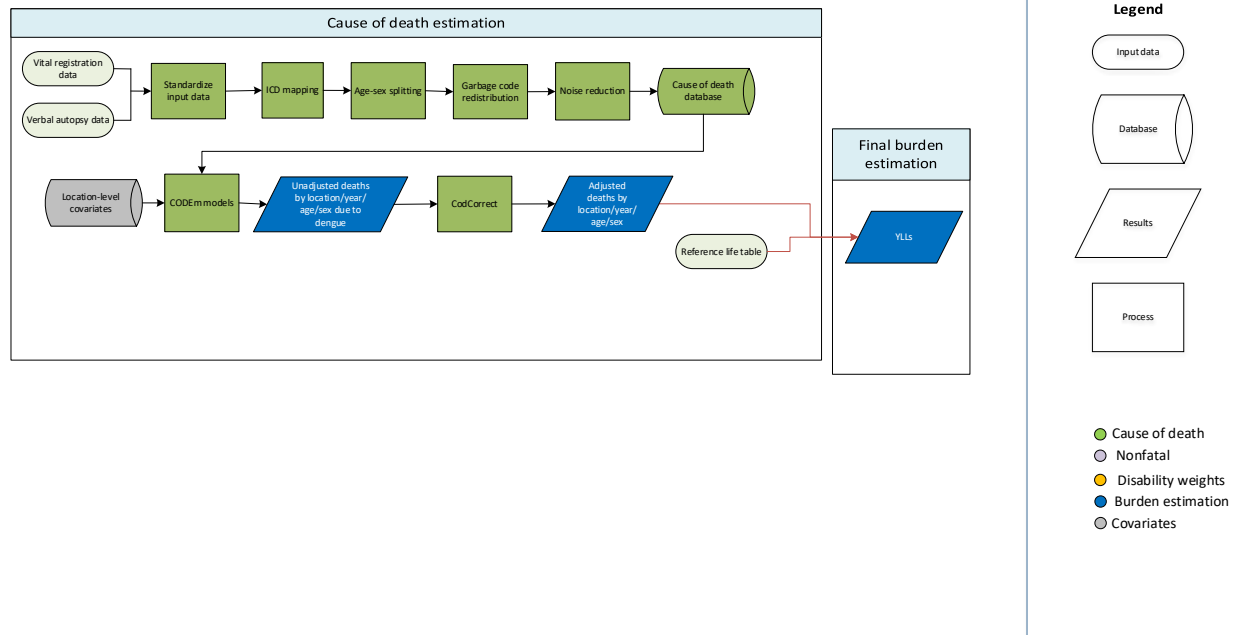 Cause of death estimation
Vital registration
data
Verbal autopsy data
Standardize
input data
ICD mapping
Age-sex splitting
Garbage code
redistribution
Noise reduction
Cause of death
database
Location-level
covariates
CODEm models
Unadjusted deaths
by location/year/
age/sex due to
dengue
CodCorrect
Adjusted
deaths by
location/year/
age/sex
Reference life table
Final burden
estimation
YLLs
Legend
Input data
Database
Results
Process
Cause of death
Nonfatal
Disability weights
Burden estimation
Covariates